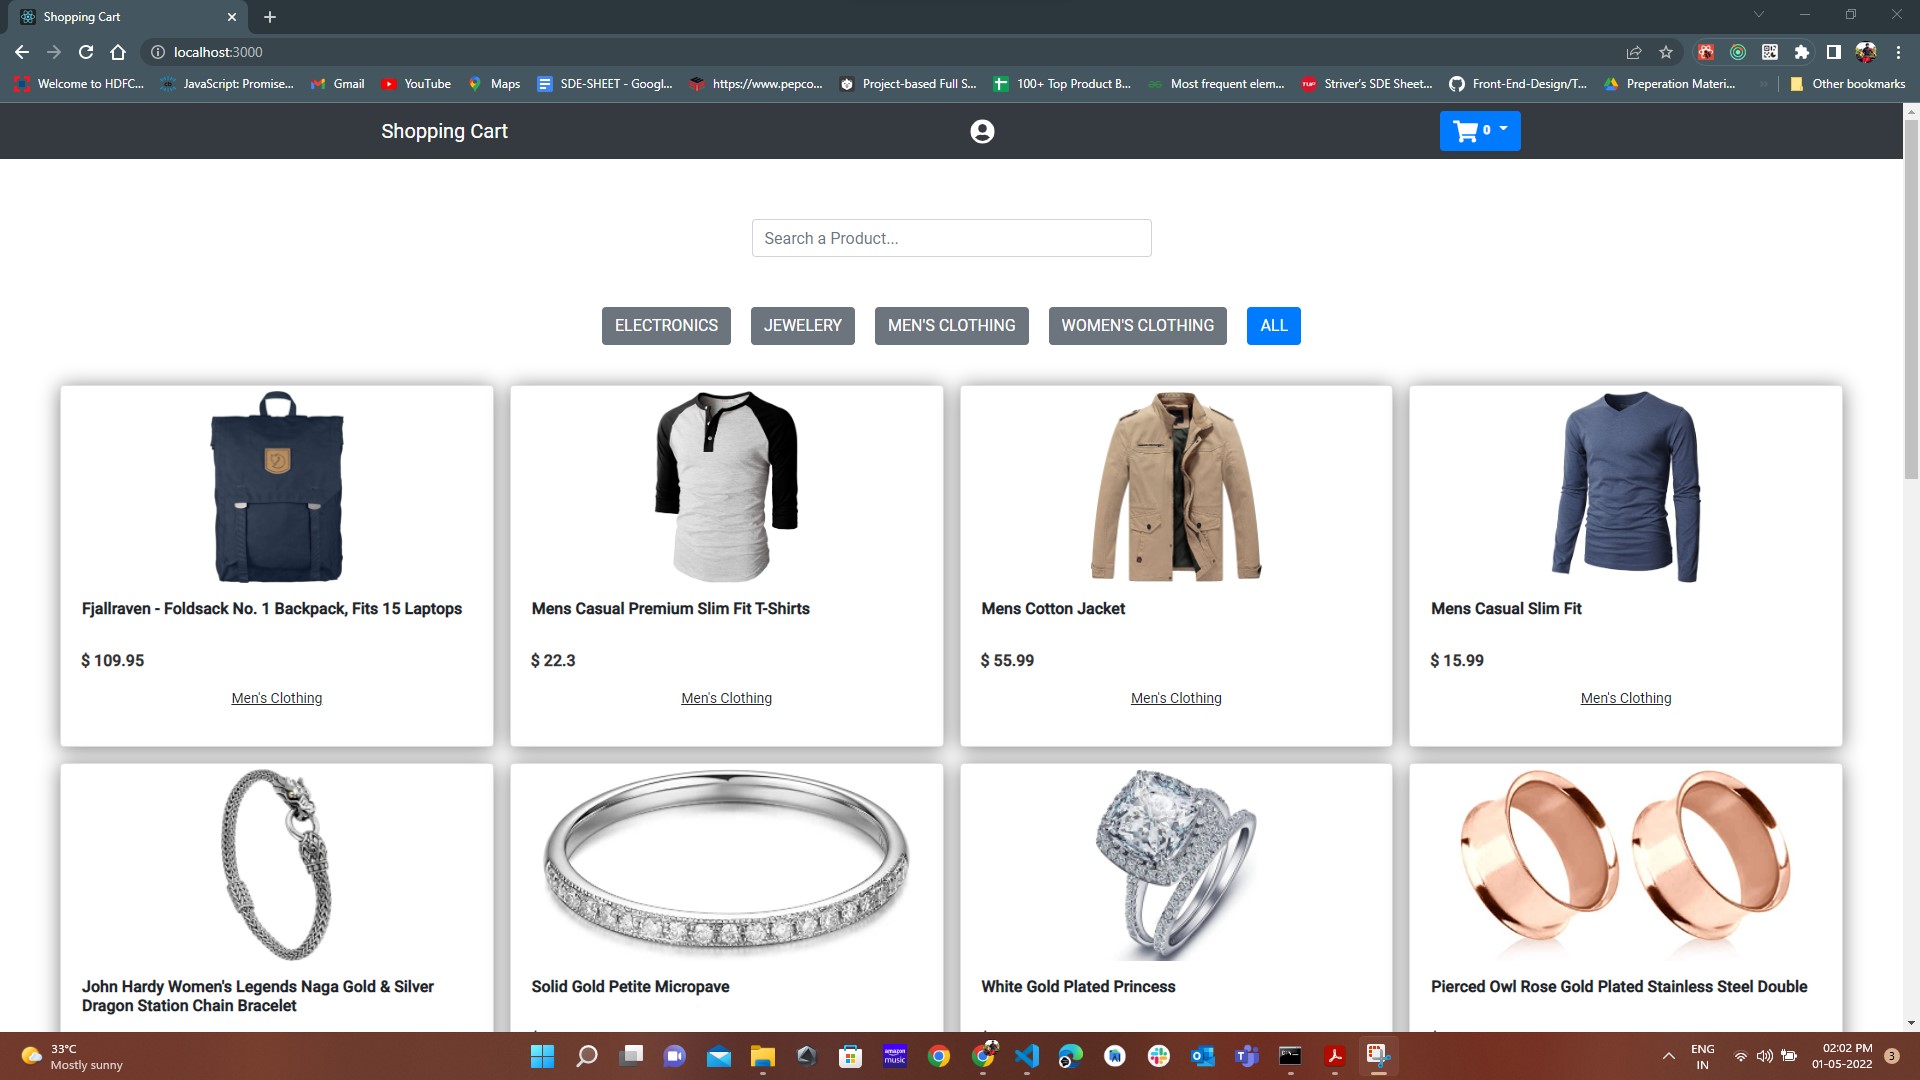 Shopping Cart
localhost:3000
Welcome to HDFC...
JavaScript: Promise...
Gmail
YouTube
Maps
SDE-SHEET - Googl...
https://www.pepco...
Project-based Full S...
100+ Top Product B...
Most frequent elem...
Striver's SDE Sheet...
Front-End-Design/T...
Preperation Materi...
Other bookmarks
Shopping Cart
0
Search a Product...
ELECTRONICS
JEWELERY
MEN'S CLOTHING
WOMEN'S CLOTHING
ALL
Fjallraven - Foldsack No. 1 Backpack, Fits 15 Laptops
$ 109.95
Men's Clothing
Mens Casual Premium Slim Fit T-Shirts
$ 22.3
Men's Clothing
Mens Cotton Jacket
$ 55.99
Men's Clothing
Mens Casual Slim Fit
$ 15.99
Men's Clothing
John Hardy Women's Legends Naga Gold & Silver
Dragon Station Chain Bracelet
Solid Gold Petite Micropave
White Gold Plated Princess
Pierced Owl Rose Gold Plated Stainless Steel Double
33°C
Mostly sunny
amazon
music
ENG
IN
02:02 PM
01-05-2022
3